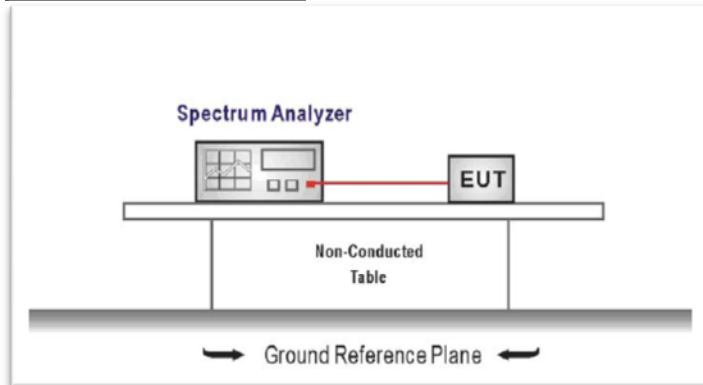 Spectrum Analyzer
EUT
Non-Conducted
Table
Ground Reference Plane